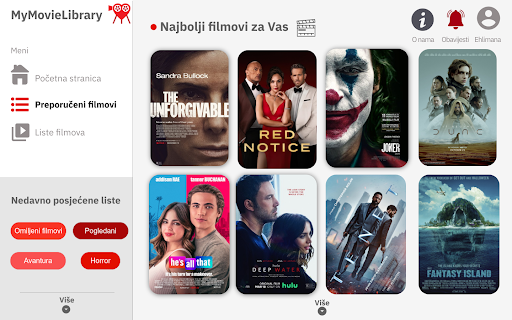 MyMovieLibrary
Meni
Početna stranica
Preporučeni filmovi
Liste filmova
Nedavno posjećene liste
Omiljeni filmovi
Pogledani
Avantura
Horror
Više
Najbolji filmovi za Vas
O nama
Obavijesti
Ehlimana
Sandra Bullock
THE
UNFORGIVABLE
RED
NOTICE
DUNE
addison RAE
tanner BUCHANAN
he's all that
DEEP WATER
hulu
TENET
FANTASY ISLAND
Više